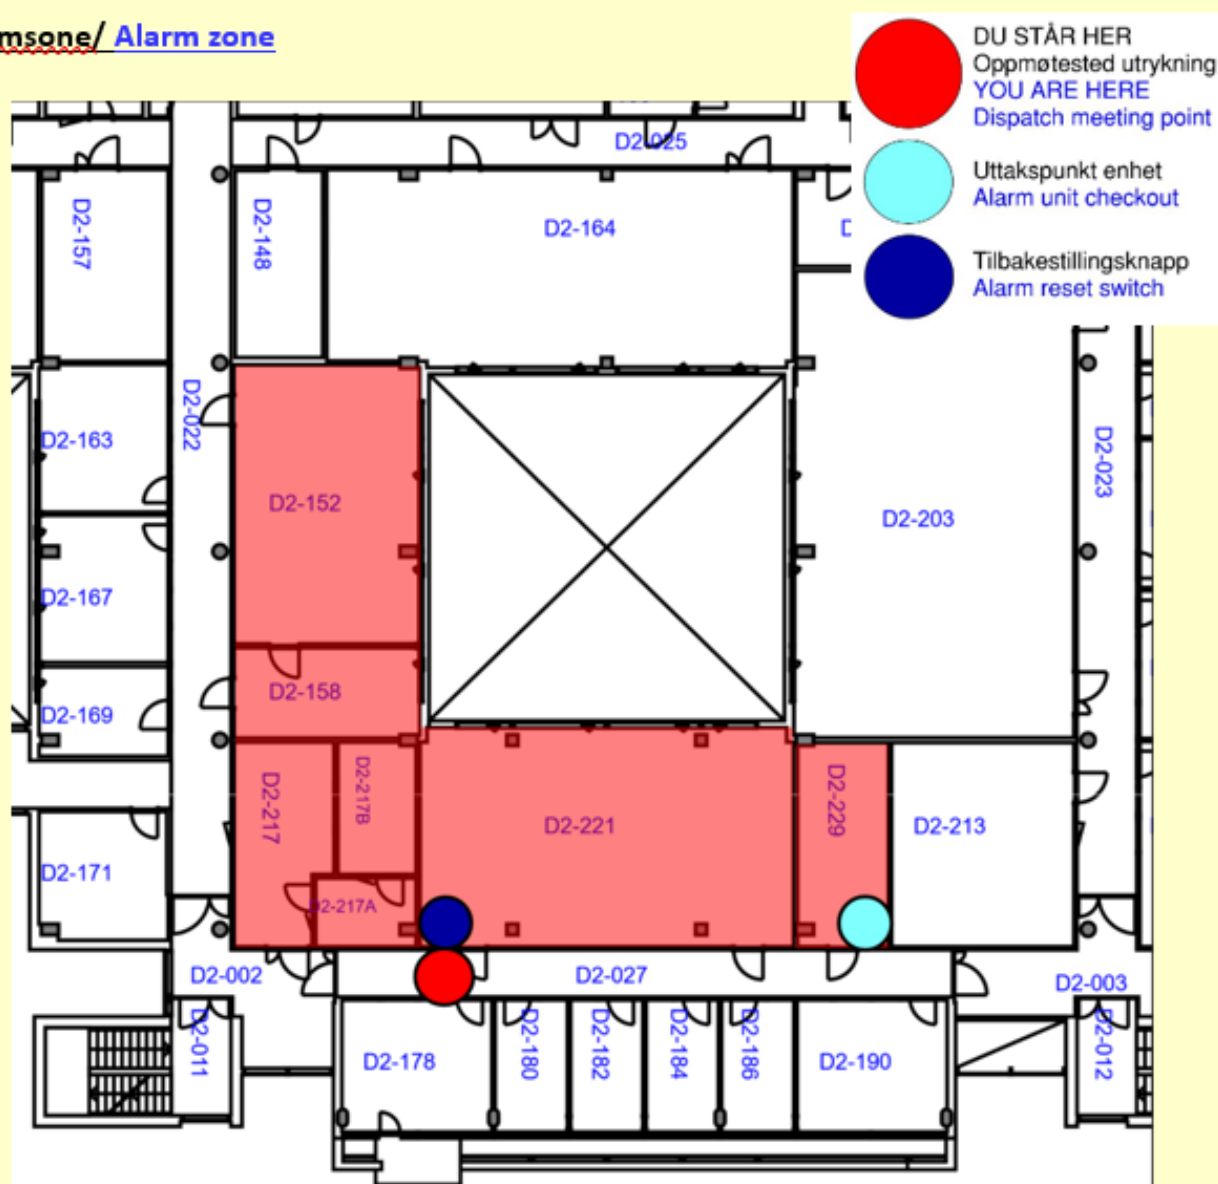 msone/ Alarm zone
DU STÅR HER
Oppmøtested utrykning
YOU ARE HERE
Dispatch meeting point
Uttakspunkt enhet
Alarm unit checkout
Tilbakestillingsknapp
Alarm reset switch
D2-025
D2-157
D2-148
D2-164
D2-022
D2-163
D2-152
D2-203
D2-023
D2-167
D2-158
D2-169
D2-217
D2-217B
D2-221
D2-229
D2-213
D2-171
D2-217A
D2-002
D2-027
D2-003
D2-011
D2-178
D2-180
D2-182
D2-184
D2-186
D2-190
D2-012